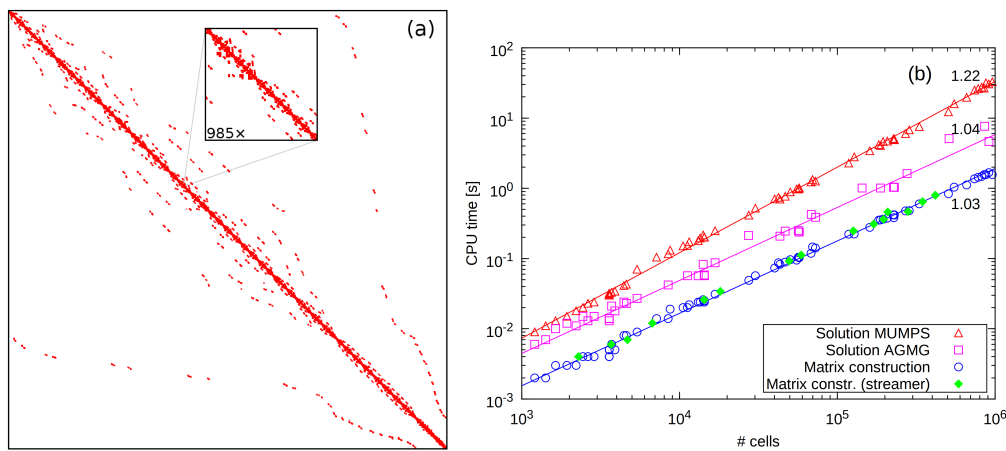 (a)
985×
(b)
CPU time [s]
10^2
10^1
10^0
10^-1
10^-2
10^-3
1.22
1.04
1.03
Solution MUMPS
Solution AGMG
Matrix construction
Matrix constr. (streamer)
10^3
10^4
10^5
10^6
# cells